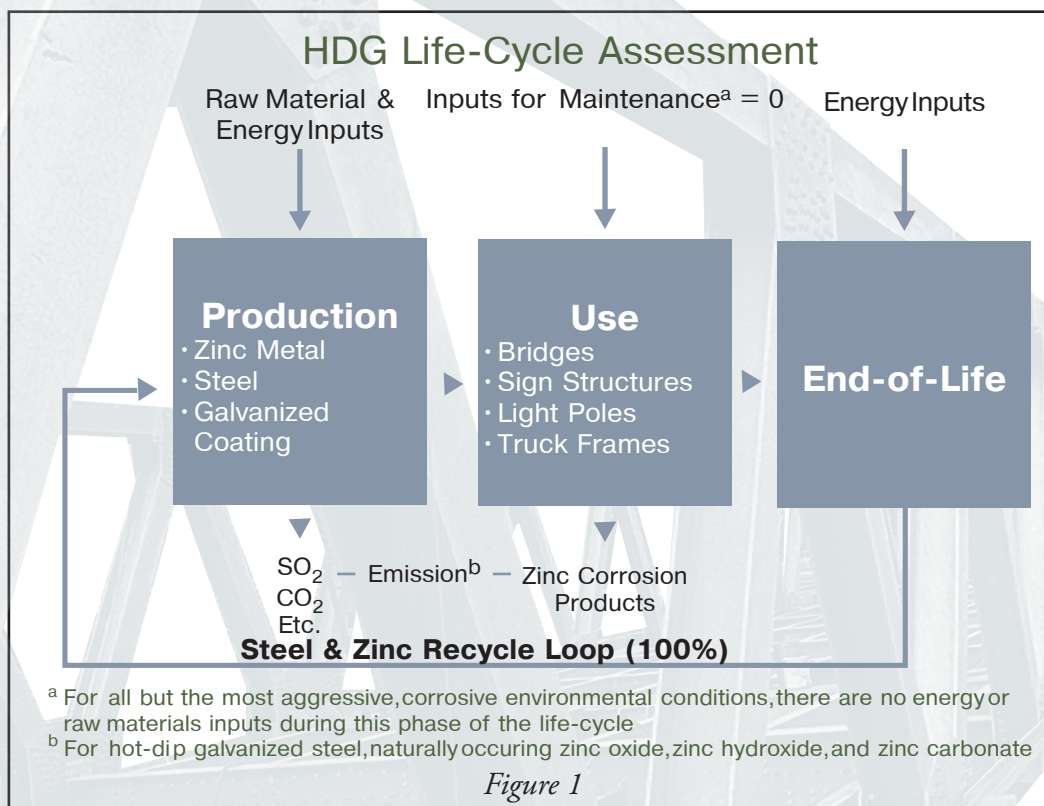 HDG Life-Cycle Assessment
Raw Material &
Energy Inputs
Inputs for Maintenanceᵃ = 0
Energy Inputs
Production
· Zinc Metal
· Steel
· Galvanized
Coating
Use
· Bridges
· Sign Structures
· Light Poles
· Truck Frames
End-of-Life
SO₂
CO₂
Etc.
Emissionᵇ
Zinc Corrosion
Products
Steel & Zinc Recycle Loop (100%)
ᵃ For all but the most aggressive, corrosive environmental conditions, there are no energy or
raw materials inputs during this phase of the life-cycle
ᵇ For hot-dip galvanized steel, naturally occuring zinc oxide, zinc hydroxide, and zinc carbonate
Figure 1